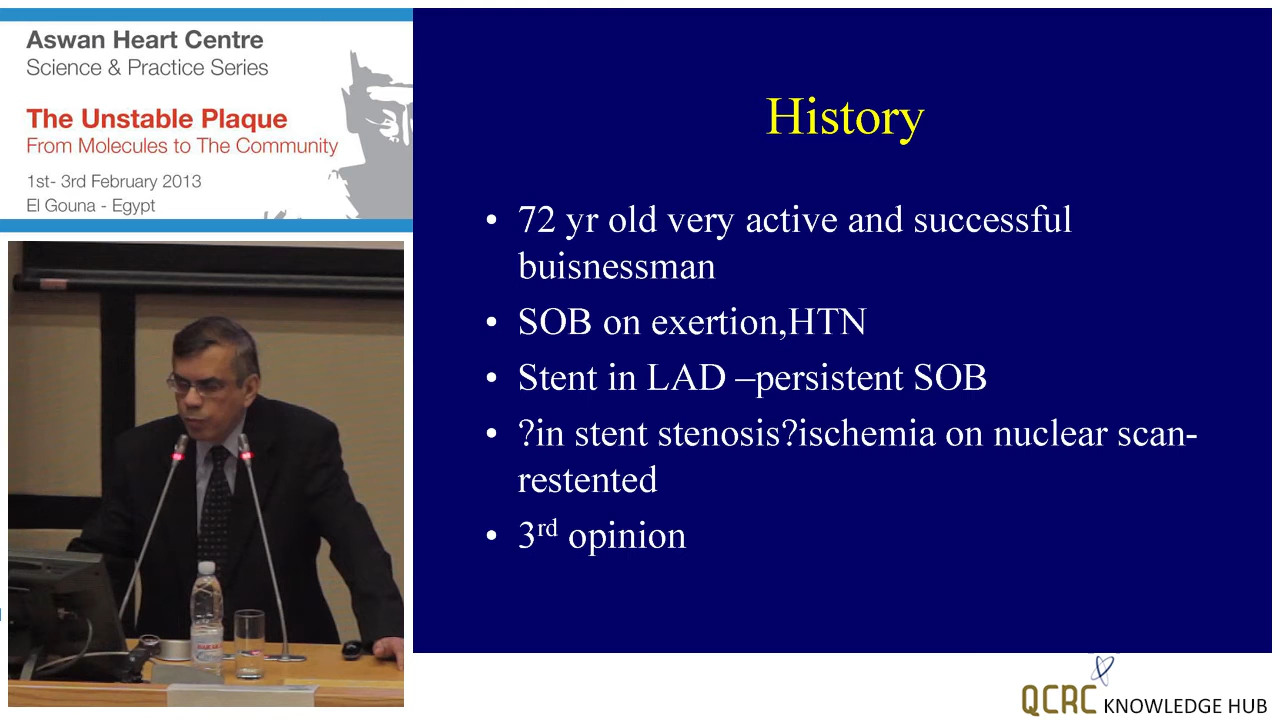 Aswan Heart Centre
Science & Practice Series
The Unstable Plaque
From Molecules to The Community
1st- 3rd February 2013
El Gouna - Egypt
History
• 72 yr old very active and successful
buisnessman
• SOB on exertion,HTN
• Stent in LAD –persistent SOB
• ?in stent stenosis?ischemia on nuclear scan-
restented
• 3rd opinion
QCRC KNOWLEDGE HUB